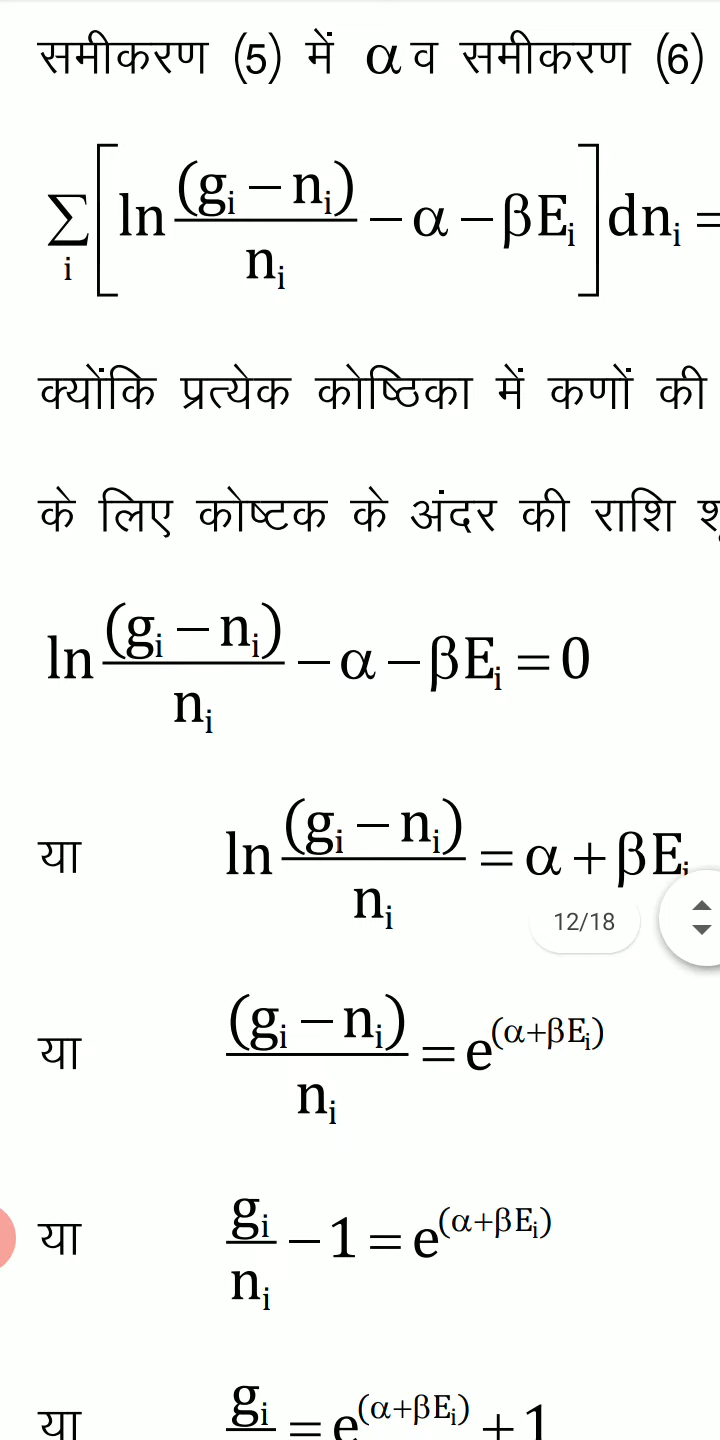 समीकरण (5) में α व समीकरण (6)
∑i [ln (gi − ni)/ni − α − βEi] dni =
क्योंकि प्रत्येक कोष्ठिका में कणों की
के लिए कोष्टक के अंदर की राशि
ln (gi − ni)/ni − α − βEi = 0
या ln (gi − ni)/ni = α + βEi
12/18
या (gi − ni)/ni = e^(α+βEi)
या gi/ni − 1 = e^(α+βEi)
या gi = e^(α+βEi) + 1